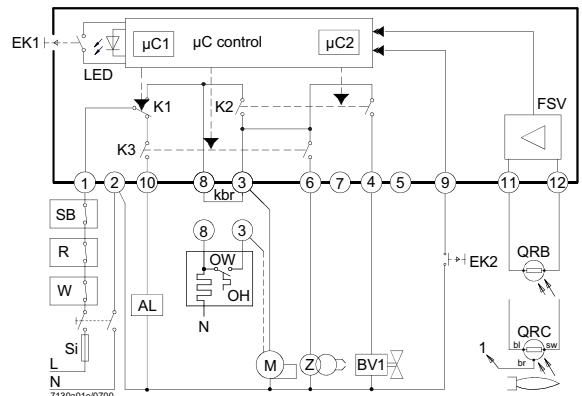 EK1
LED
µC1
µC control
µC2
K1
K2
K3
FSV
1
2
10
8
3
6
7
4
5
9
11
12
kbr
SB
R
W
Si
L
N
AL
8
3
OW
OH
N
M
Z
BV1
EK2
QRB
QRC
bl
sw
br
1
7130a01e/0700